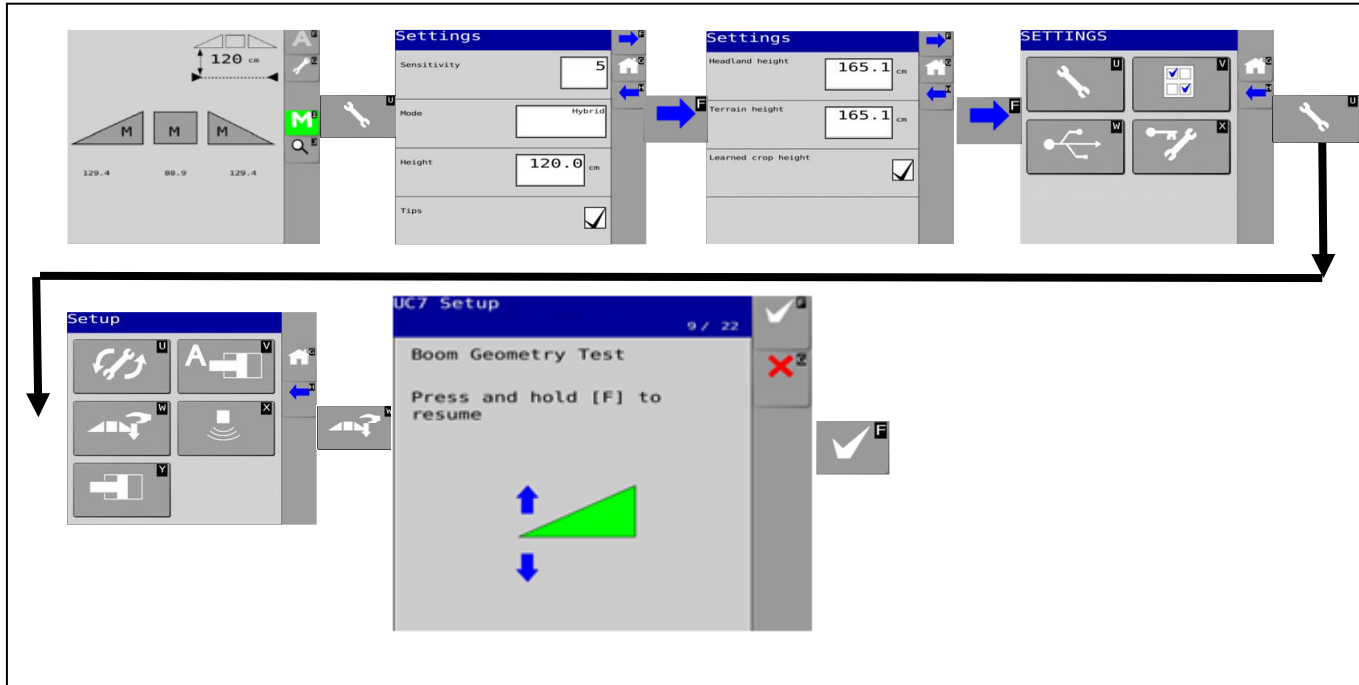 120 cm
A
M
M M M
129.4 88.9 129.4
U
Settings
Sensitivity 5
Mode Hybrid
Height 120.0 cm
Tips
F
G
H
F
Settings
Headland height 165.1 cm
Terrain height 165.1 cm
Learned crop height
F
G
H
F
SETTINGS
U V
W X
G
H
U
Setup
U A V
W X
Y
G
H
W
UC7 Setup
9/ 22
Boom Geometry Test
Press and hold [F] to
resume
F
F